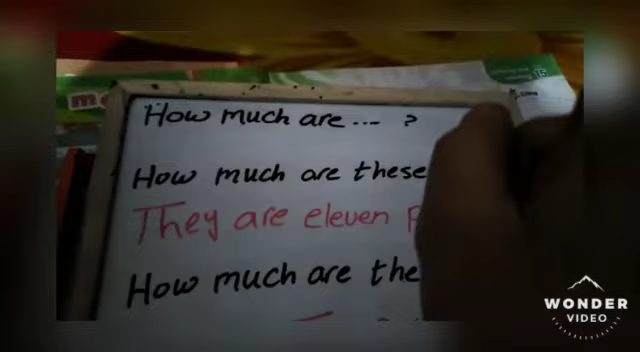 How much are .... ?
How much are these
They are eleven
How much are the
WONDER
VIDEO